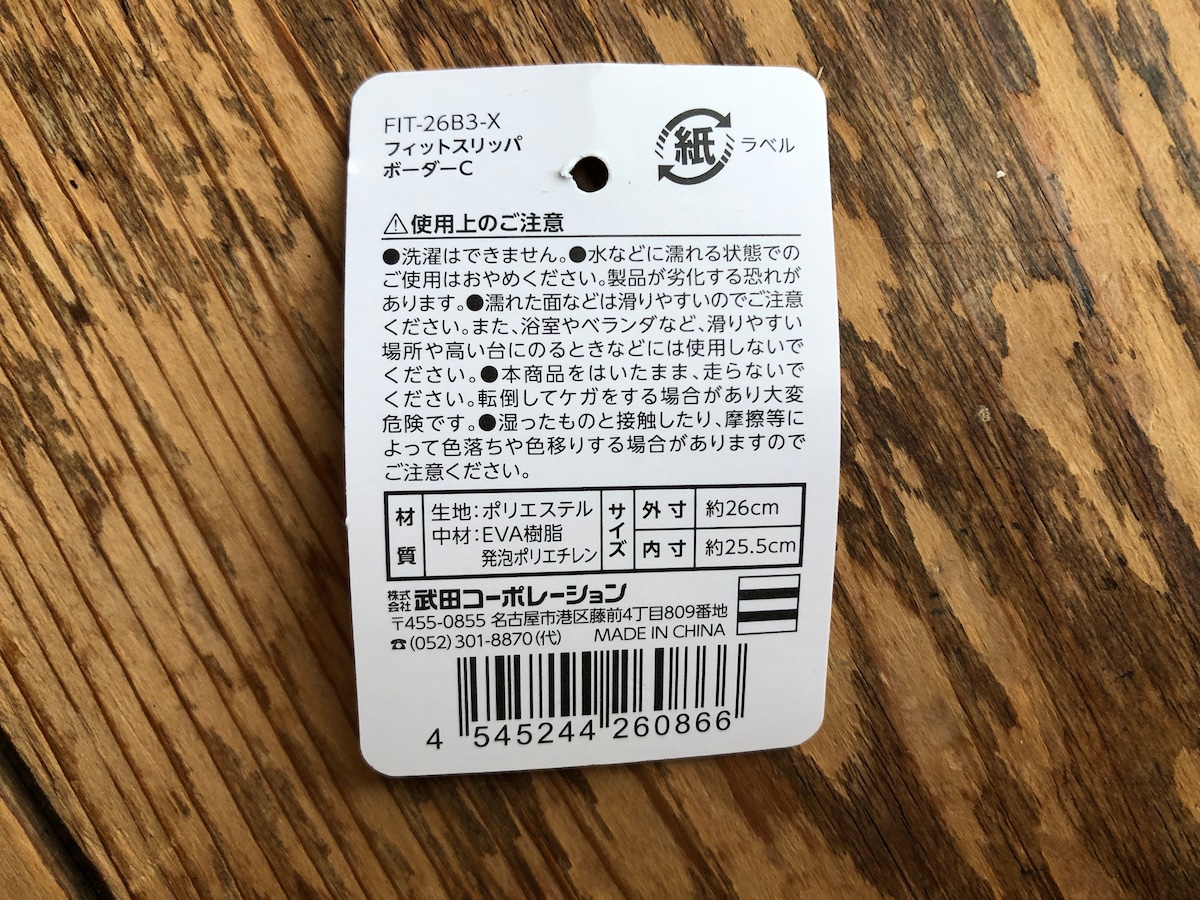 FIT-26B3-X
フィットスリッパ
ボーダーC
紙 ラベル
⚠使用上のご注意
●洗濯はできません。●水などに濡れる状態での
ご使用はおやめください。製品が劣化する恐れが
あります。●濡れた面などは滑りやすいのでご注意
ください。また、浴室やベランダなど、滑りやすい
場所や高い台にのるときなどには使用しないで
ください。●本商品をはいたまま、走らないで
ください。転倒してケガをする場合があり大変
危険です。●湿ったものと接触したり、摩擦等に
よって色落ちや色移りする場合がありますので
ご注意ください。
材質
生地:ポリエステル
中材:EVA樹脂
発泡ポリエチレン
サイズ
外寸 約26cm
内寸 約25.5cm
株式会社 武田コーポレーション
〒455-0855 名古屋市港区藤前4丁目809番地
☎(052)301-8870(代) MADE IN CHINA
4 545244 260866